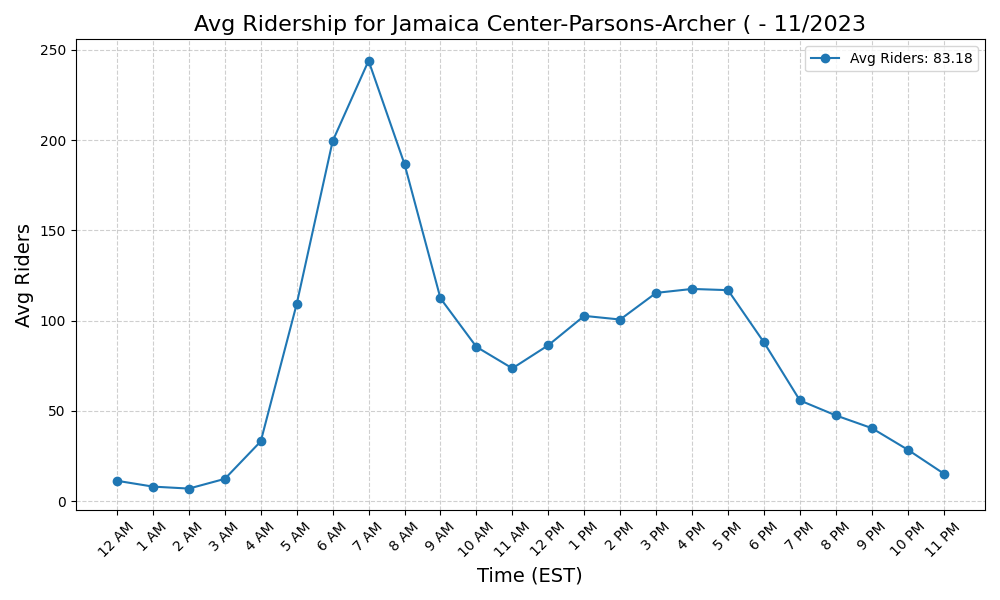 Avg Ridership for Jamaica Center-Parsons-Archer ( - 11/2023
Avg Riders: 83.18
Avg Riders
250
200
150
100
50
0
12 AM
1 AM
2 AM
3 AM
4 AM
5 AM
6 AM
7 AM
8 AM
9 AM
10 AM
11 AM
12 PM
1 PM
2 PM
3 PM
4 PM
5 PM
6 PM
7 PM
8 PM
9 PM
10 PM
11 PM
Time (EST)